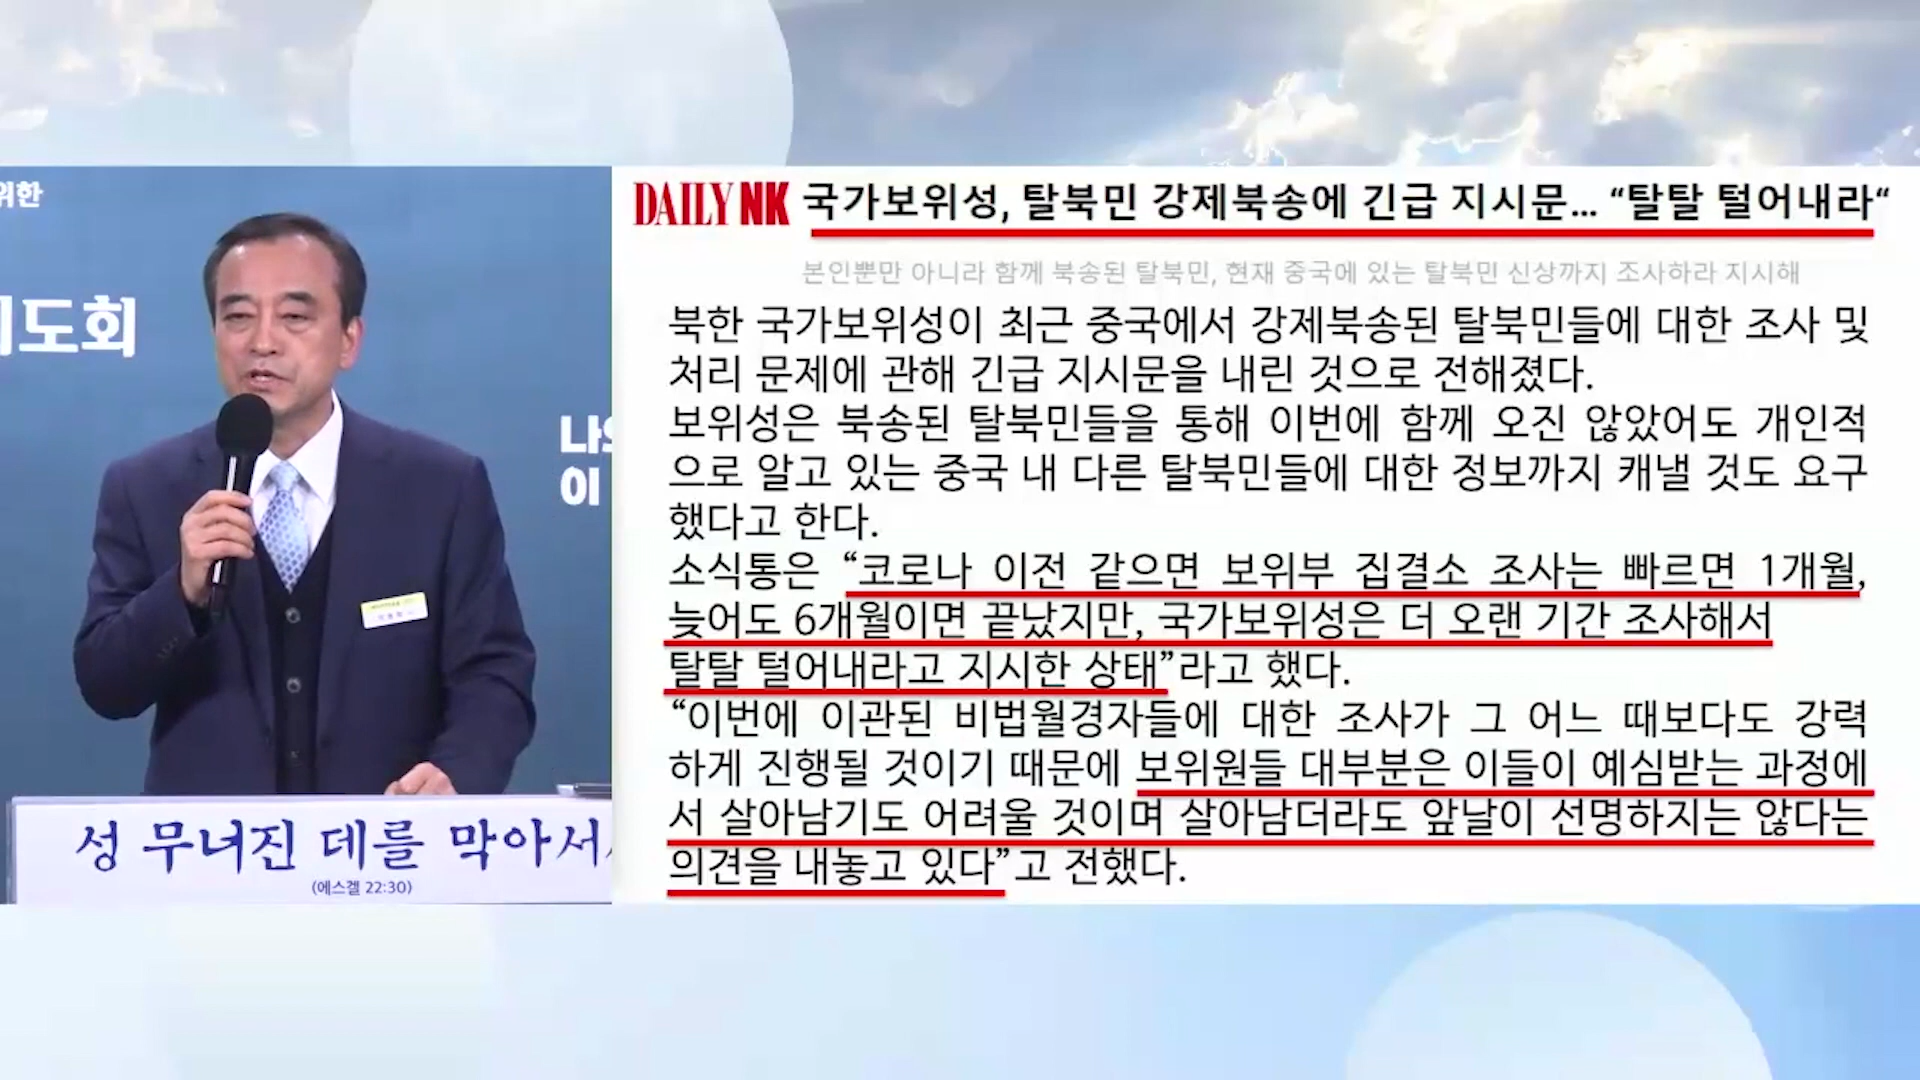 위한
도회
나
이
성 무너진 데를 막아서
(에스겔 22:30)
DAILY NK 국가보위성, 탈북민 강제북송에 긴급 지시문... “탈탈 털어내라“
본인뿐만 아니라 함께 북송된 탈북민, 현재 중국에 있는 탈북민 신상까지 조사하라 지시해
북한 국가보위성이 최근 중국에서 강제북송된 탈북민들에 대한 조사 및
처리 문제에 관해 긴급 지시문을 내린 것으로 전해졌다.
보위성은 북송된 탈북민들을 통해 이번에 함께 오진 않았어도 개인적
으로 알고 있는 중국 내 다른 탈북민들에 대한 정보까지 캐낼 것도 요구
했다고 한다.
소식통은 “코로나 이전 같으면 보위부 집결소 조사는 빠르면 1개월,
늦어도 6개월이면 끝났지만, 국가보위성은 더 오랜 기간 조사해서
탈탈 털어내라고 지시한 상태”라고 했다.
“이번에 이관된 비법월경자들에 대한 조사가 그 어느 때보다도 강력
하게 진행될 것이기 때문에 보위원들 대부분은 이들이 예심받는 과정에
서 살아남기도 어려울 것이며 살아남더라도 앞날이 선명하지는 않다는
의견을 내놓고 있다”고 전했다.